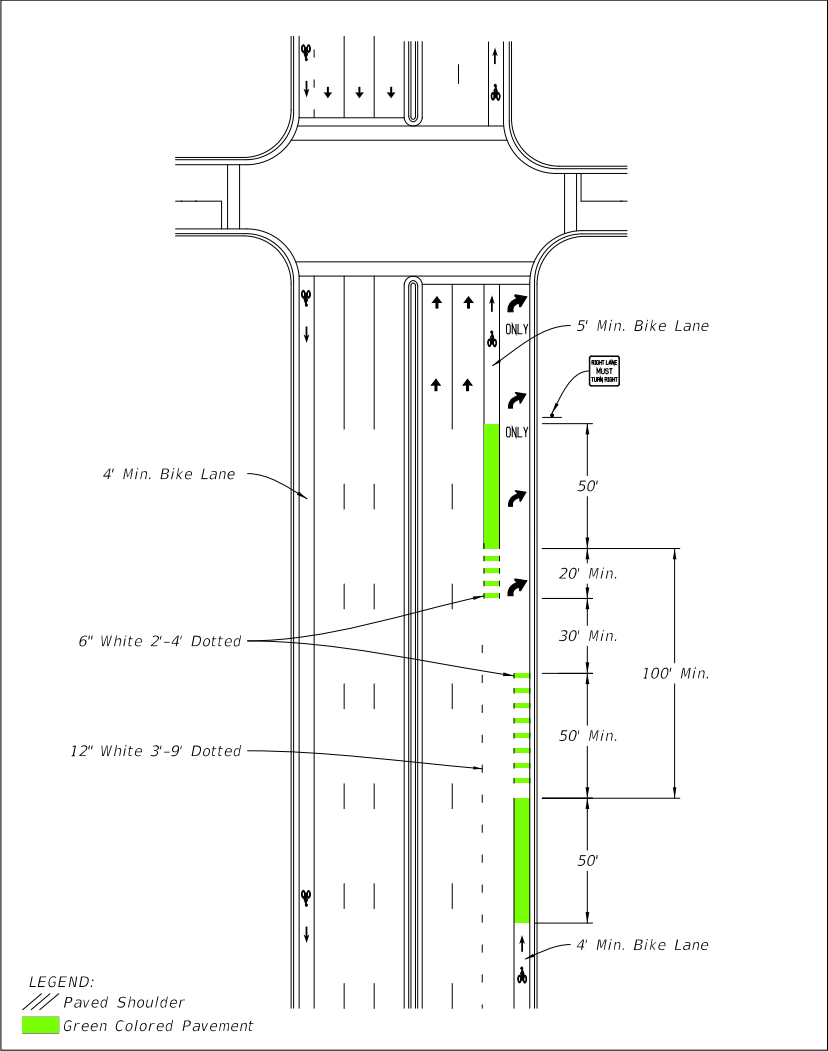 ONLY
5' Min. Bike Lane
RIGHT LANE
MUST
TURN RIGHT
ONLY
4' Min. Bike Lane
50'
20' Min.
6" White 2'-4' Dotted
30' Min.
100' Min.
50' Min.
12" White 3'-9' Dotted
50'
4' Min. Bike Lane
LEGEND:
Paved Shoulder
Green Colored Pavement